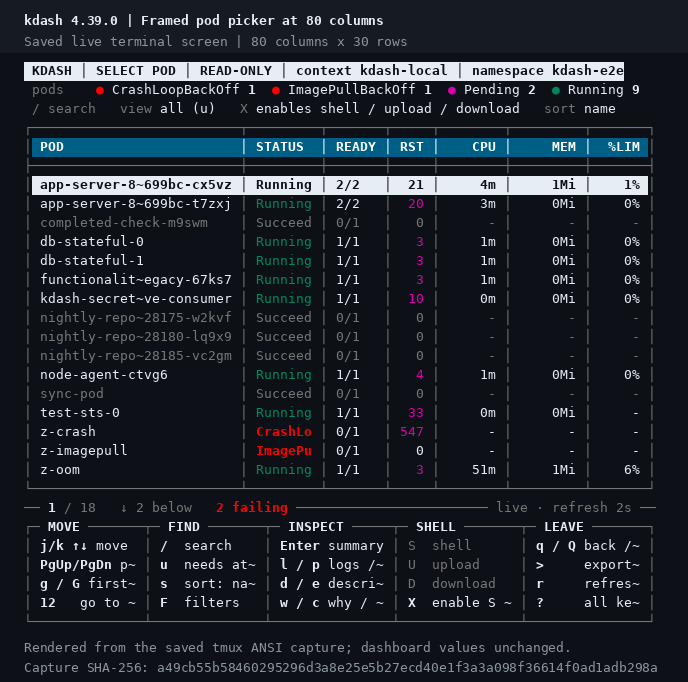 kdash 4.39.0 | Framed pod picker at 80 columns
Saved live terminal screen | 80 columns x 30 rows
KDASH │ SELECT POD │ READ-ONLY │ context kdash-local │ namespace kdash-e2e
pods ● CrashLoopBackOff 1 ● ImagePullBackOff 1 ● Pending 2 ● Running 9
/ search view all (u) X enables shell / upload / download sort name
POD │ STATUS │ READY │ RST │ CPU │ MEM │ %LIM
app-server-8~699bc-cx5vz │ Running │ 2/2 │ 21 │ 4m │ 1Mi │ 1%
app-server-8~699bc-t7zxj │ Running │ 2/2 │ 20 │ 3m │ 0Mi │ 0%
completed-check-m9swm │ Succeed │ 0/1 │ 0 │ - │ - │ -
db-stateful-0 │ Running │ 1/1 │ 3 │ 1m │ 0Mi │ 0%
db-stateful-1 │ Running │ 1/1 │ 3 │ 1m │ 0Mi │ 0%
functionalit~egacy-67ks7 │ Running │ 1/1 │ 3 │ 1m │ 0Mi │ 0%
kdash-secret~ve-consumer │ Running │ 1/1 │ 10 │ 0m │ 0Mi │ 0%
nightly-repo~28175-w2kvf │ Succeed │ 0/1 │ 0 │ - │ - │ -
nightly-repo~28180-lq9x9 │ Succeed │ 0/1 │ 0 │ - │ - │ -
nightly-repo~28185-vc2gm │ Succeed │ 0/1 │ 0 │ - │ - │ -
node-agent-ctvg6 │ Running │ 1/1 │ 4 │ 1m │ 0Mi │ 0%
sync-pod │ Succeed │ 0/1 │ 0 │ - │ - │ -
test-sts-0 │ Running │ 1/1 │ 33 │ 0m │ 0Mi │ -
z-crash │ CrashLo │ 0/1 │ 547 │ - │ - │ -
z-imagepull │ ImagePu │ 0/1 │ 0 │ - │ - │ -
z-oom │ Running │ 1/1 │ 3 │ 51m │ 1Mi │ 6%
1 / 18 ↓ 2 below 2 failing live · refresh 2s
MOVE FIND INSPECT SHELL LEAVE
j/k ↑↓ move │ / search │ Enter summary │ S shell │ q / Q back /~
PgUp/PgDn p~ │ u needs at~ │ l / p logs /~ │ U upload │ > export~
g / G first~ │ s sort: na~ │ d / e descri~ │ D download │ r refres~
12 go to ~ │ F filters │ w / c why / ~ │ X enable S ~ │ ? all ke~
Rendered from the saved tmux ANSI capture; dashboard values unchanged.
Capture SHA-256: a49cb55b58460295296d3a8e25e5b27ecd40e1f3a3a098f36614f0ad1adb298a